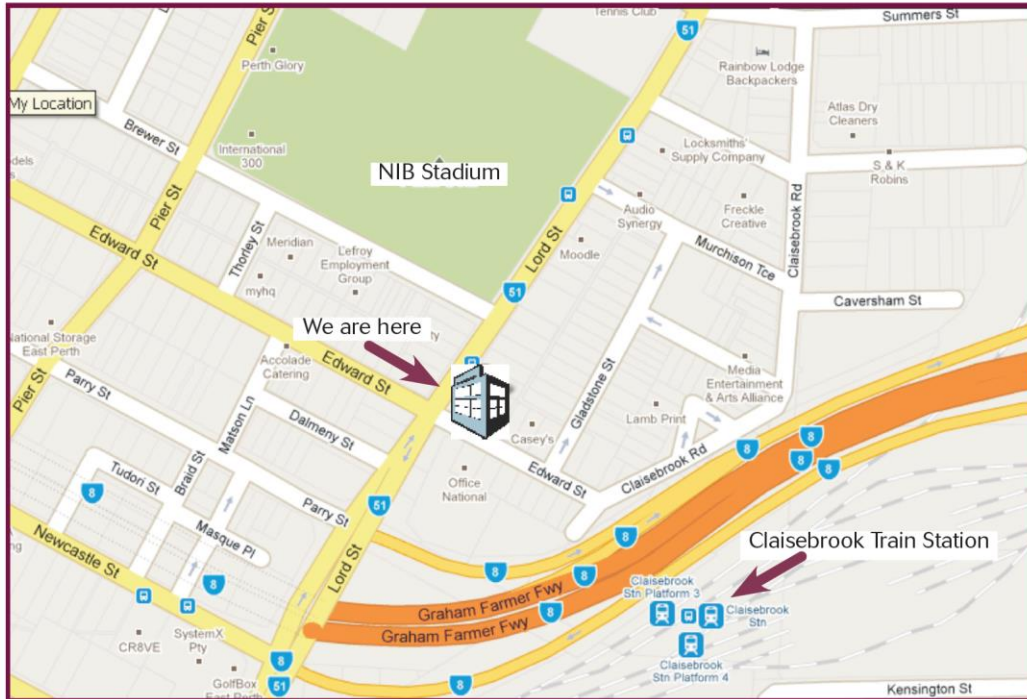 Pier St
Tennis Club
51
Summers St
Perth Glory
Rainbow Lodge
Backpackers
My Location
Brewer St
International
300
NIB Stadium
Atlas Dry
Cleaners
Locksmiths'
Supply Company
S & K
Robins
Pier St
Edward St
Thorley St
Meridian
Lefroy
Employment
Group
myhq
Lord St
Audio
Synergy
Freckle
Creative
Claisebrook Rd
Moodle
Murchison Tce
51
Caversham St
We are here
National Storage
East Perth
Accolade
Catering
Edward St
Pier St
Parry St
Matson Ln
Dalmeny St
Gladstone St
Media
Entertainment
& Arts Alliance
Lamb Print
Casey's
Edward St
Claisebrook Rd
Office
National
Tudori St
Braid St
8
Parry St
51
Masque Pl
Newcastle St
Lord St
8
8
8
8
8
8
8
8
8
Claisebrook Train Station
Graham Farmer Fwy
Graham Farmer Fwy
8
8
Claisebrook
Stn Platform 3
Claisebrook
Stn
Claisebrook
Stn Platform 4
CR8VE
SystemX
Pty
GolfBox
East Perth
8
51
8
Kensington St